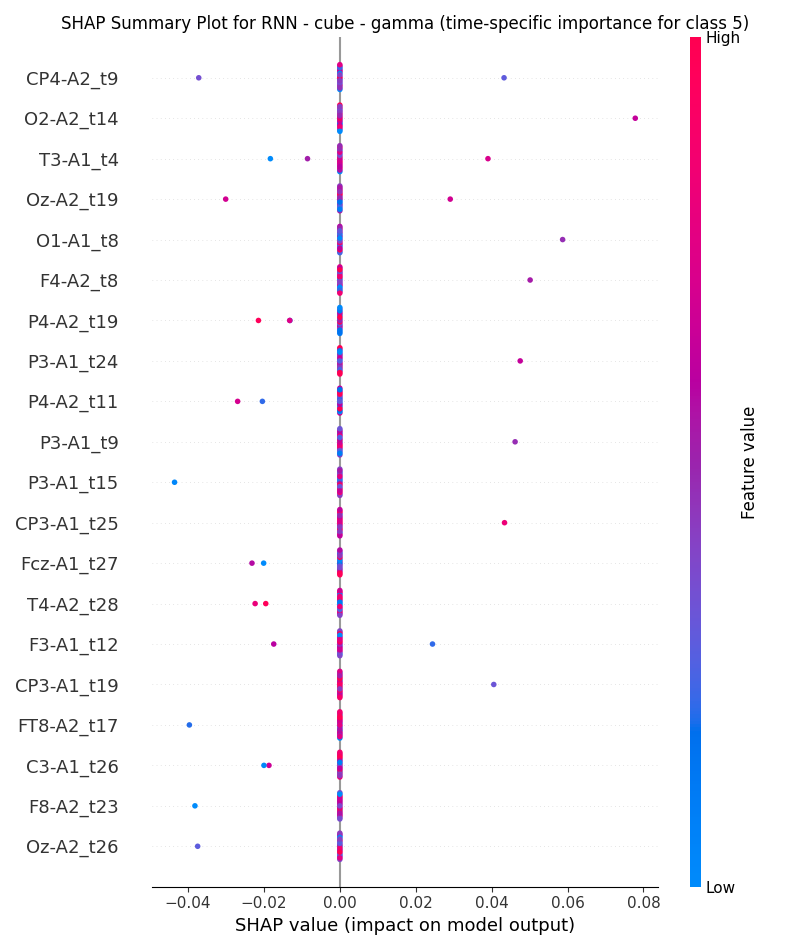 SHAP Summary Plot for RNN - cube - gamma (time-specific importance for class 5)
High
CP4-A2_t9
O2-A2_t14
T3-A1_t4
Oz-A2_t19
O1-A1_t8
F4-A2_t8
P4-A2_t19
P3-A1_t24
P4-A2_t11
P3-A1_t9
P3-A1_t15
CP3-A1_t25
Fcz-A1_t27
T4-A2_t28
F3-A1_t12
CP3-A1_t19
FT8-A2_t17
C3-A1_t26
F8-A2_t23
Oz-A2_t26
Feature value
Low
−0.04 −0.02 0.00 0.02 0.04 0.06 0.08
SHAP value (impact on model output)